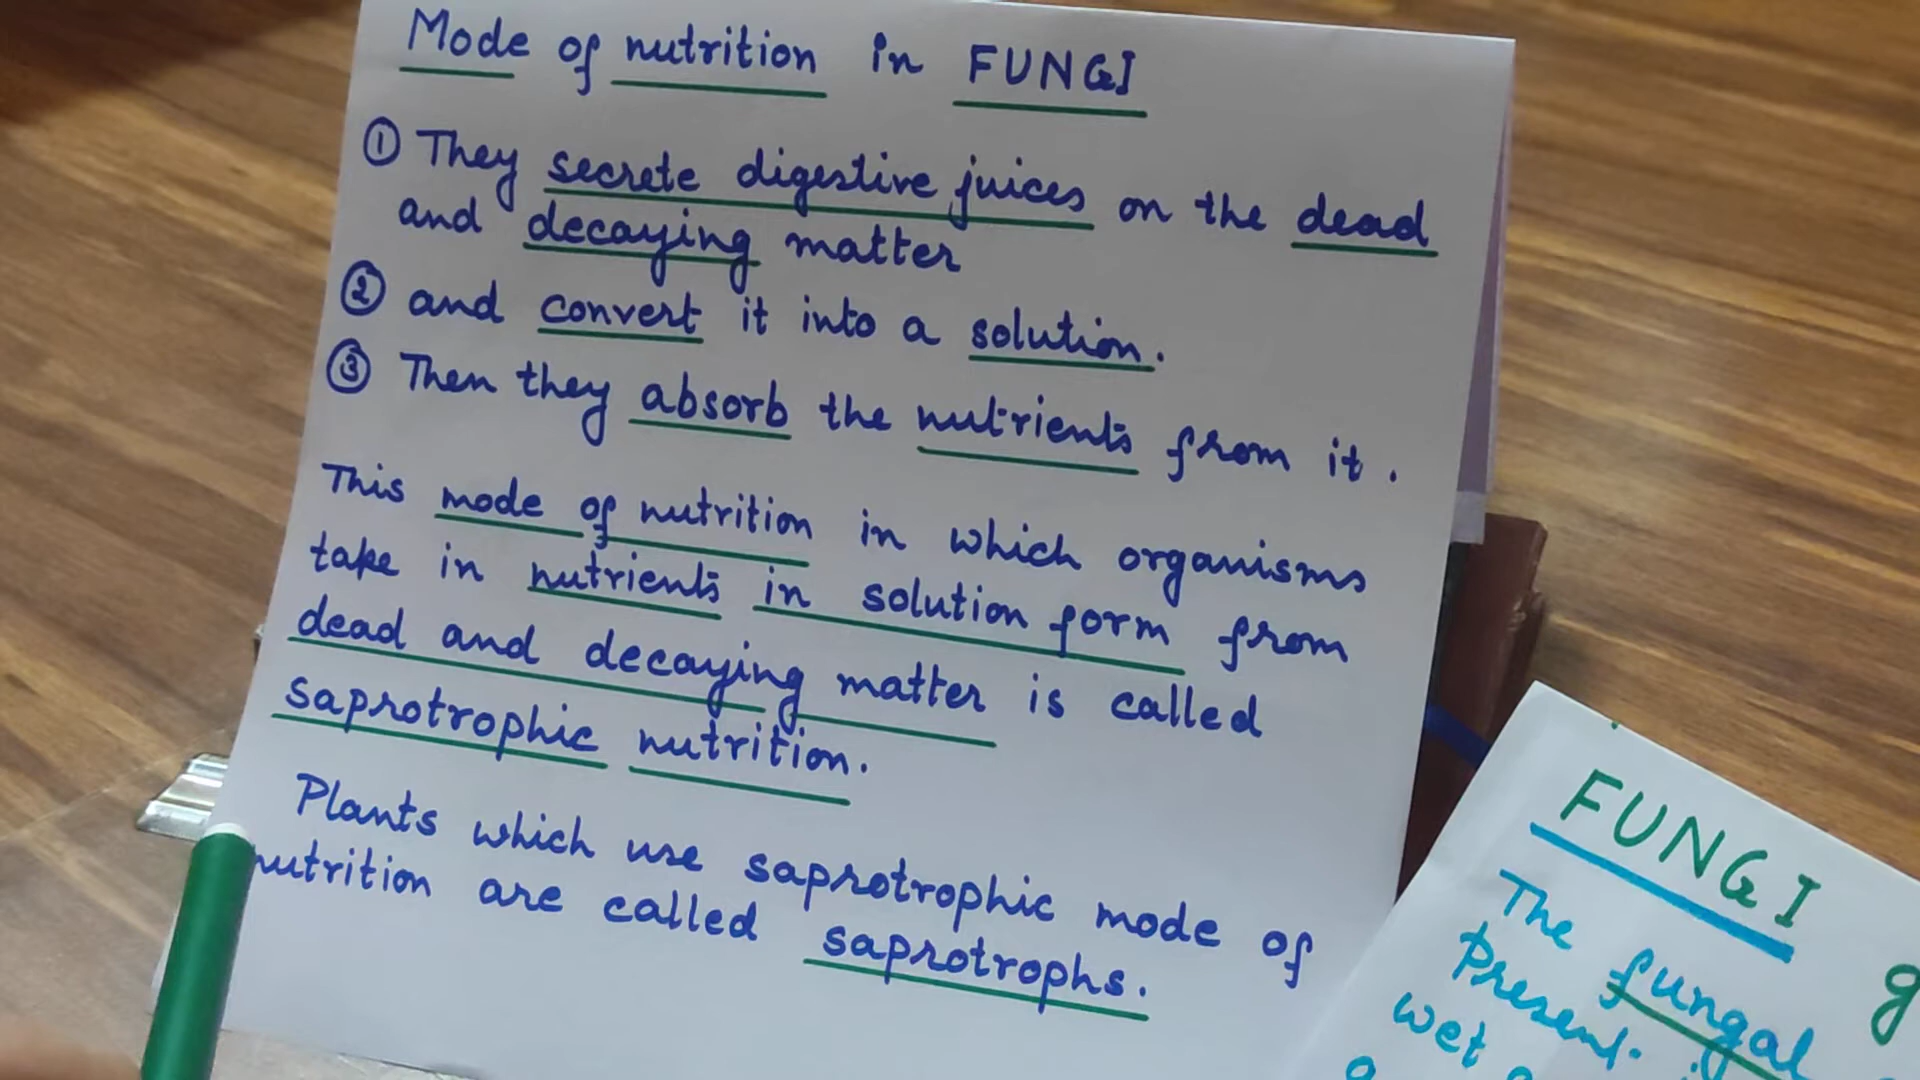 Mode of nutrition in FUNGI
① They secrete digestive juices on the dead
and decaying matter
② and convert it into a solution.
③ Then they absorb the nutrients from it.
This mode of nutrition in which organisms
take in nutrients in solution form from
dead and decaying matter is called
saprotrophic nutrition.
Plants which use saprotrophic mode of
nutrition are called saprotrophs.
FUNGI
The fungal
Present
wet